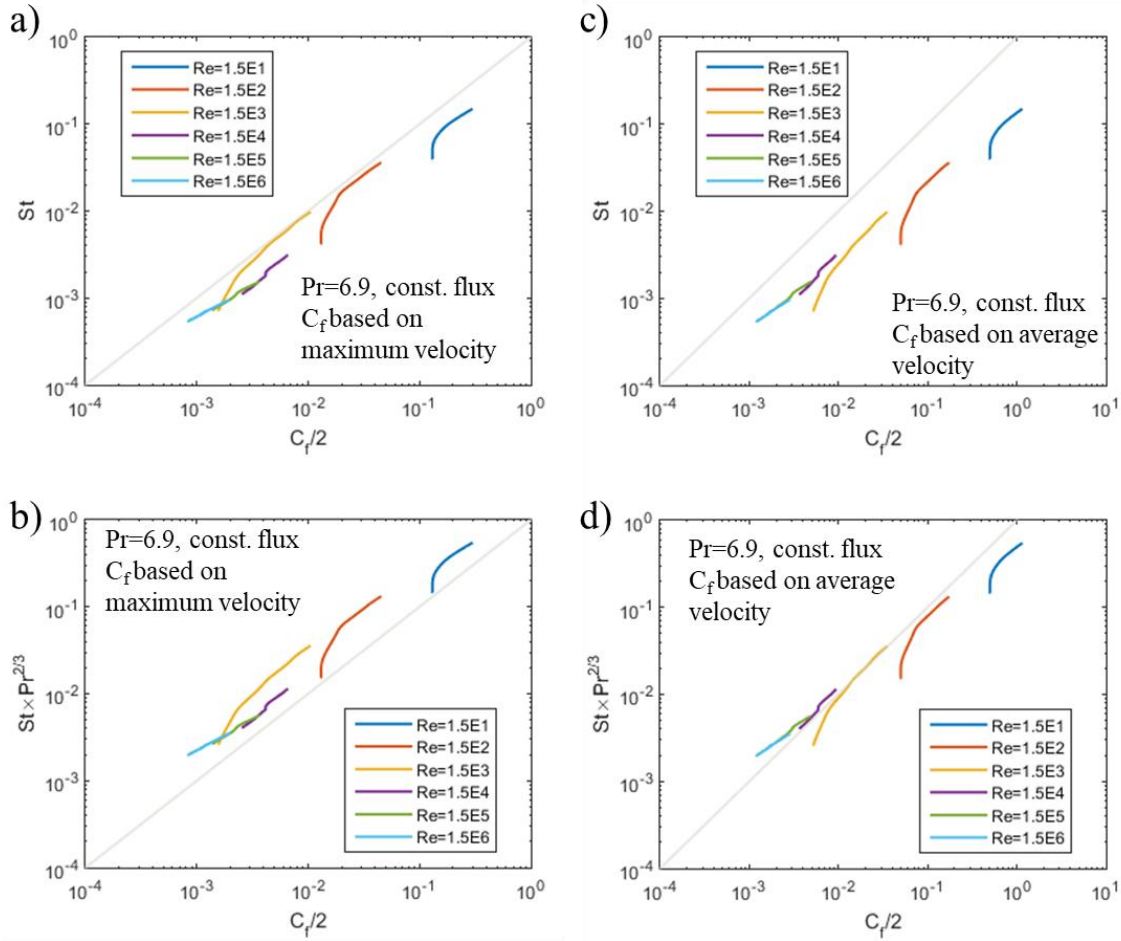 a)
10^0
10^-1
10^-2
10^-3
10^-4
St
Re=1.5E1
Re=1.5E2
Re=1.5E3
Re=1.5E4
Re=1.5E5
Re=1.5E6
Pr=6.9, const. flux
C_f based on
maximum velocity
10^-4 10^-3 10^-2 10^-1 10^0
C_f/2
c)
10^0
10^-1
10^-2
10^-3
10^-4
St
Re=1.5E1
Re=1.5E2
Re=1.5E3
Re=1.5E4
Re=1.5E5
Re=1.5E6
Pr=6.9, const. flux
C_f based on average
velocity
10^-4 10^-3 10^-2 10^-1 10^0 10^1
C_f/2
b)
10^0
10^-1
10^-2
10^-3
10^-4
St×Pr^2/3
Pr=6.9, const. flux
C_f based on
maximum velocity
Re=1.5E1
Re=1.5E2
Re=1.5E3
Re=1.5E4
Re=1.5E5
Re=1.5E6
10^-4 10^-3 10^-2 10^-1 10^0
C_f/2
d)
10^0
10^-1
10^-2
10^-3
10^-4
St×Pr^2/3
Pr=6.9, const. flux
C_f based on average
velocity
Re=1.5E1
Re=1.5E2
Re=1.5E3
Re=1.5E4
Re=1.5E5
Re=1.5E6
10^-4 10^-3 10^-2 10^-1 10^0 10^1
C_f/2